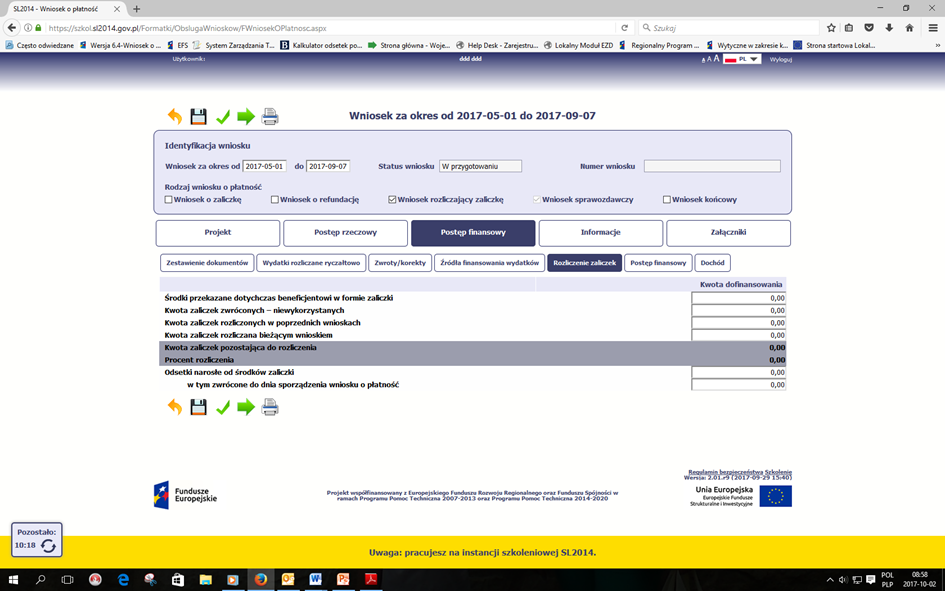 SL2014 - Wniosek o płatność
https://szkol.sl2014.gov.pl/Formatki/ObslugaWnioskow/FWniosekOPlatnosc.aspx
Szukaj
Często odwiedzane Wersja 6.4-Wniosek o ... EFS System Zarządzania T... Kalkulator odsetek po... Strona główna - Woje... Help Desk - Zarejestru... Lokalny Moduł EZD Regionalny Program ... Wytyczne w zakresie k... Strona startowa Lokal...
Użytkownik: ddd ddd A A A PL Wyloguj
Wniosek za okres od 2017-05-01 do 2017-09-07
Identyfikacja wniosku
Wniosek za okres od 2017-05-01 do 2017-09-07 Status wniosku W przygotowaniu Numer wniosku
Rodzaj wniosku o płatność
Wniosek o zaliczkę Wniosek o refundację Wniosek rozliczający zaliczkę Wniosek sprawozdawczy Wniosek końcowy
Projekt Postęp rzeczowy Postęp finansowy Informacje Załączniki
Zestawienie dokumentów Wydatki rozliczane ryczałtowo Zwroty/korekty Źródła finansowania wydatków Rozliczenie zaliczek Postęp finansowy Dochód
Kwota dofinansowania
Środki przekazane dotychczas beneficjentowi w formie zaliczki 0,00
Kwota zaliczek zwróconych – niewykorzystanych 0,00
Kwota zaliczek rozliczonych w poprzednich wnioskach 0,00
Kwota zaliczek rozliczana bieżącym wnioskiem 0,00
Kwota zaliczek pozostająca do rozliczenia 0,00
Procent rozliczenia 0,00
Odsetki narosłe od środków zaliczki 0,00
w tym zwrócone do dnia sporządzenia wniosku o płatność 0,00
Regulamin bezpieczeństwa Szkolenie
Wersja: 2.01.r9 (2017-09-29 15:40)
Fundusze
Europejskie
Projekt współfinansowany z Europejskiego Funduszu Rozwoju Regionalnego oraz Funduszu Spójności w
ramach Programu Pomoc Techniczna 2007-2013 oraz Programu Pomoc Techniczna 2014-2020
Unia Europejska
Europejskie Fundusze
Strukturalne i Inwestycyjne
Pozostało:
10:18
Uwaga: pracujesz na instancji szkoleniowej SL2014.
POL
PLP
08:58
2017-10-02